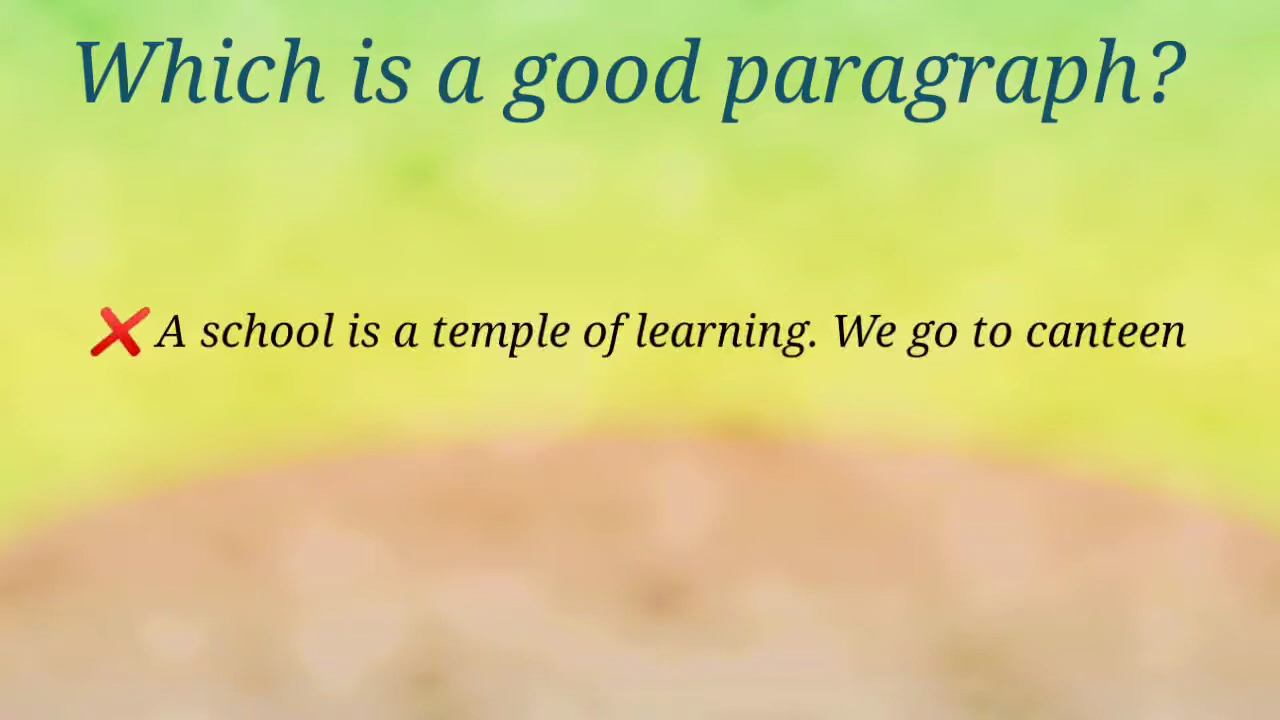 Which is a good paragraph?
❌ A school is a temple of learning. We go to canteen